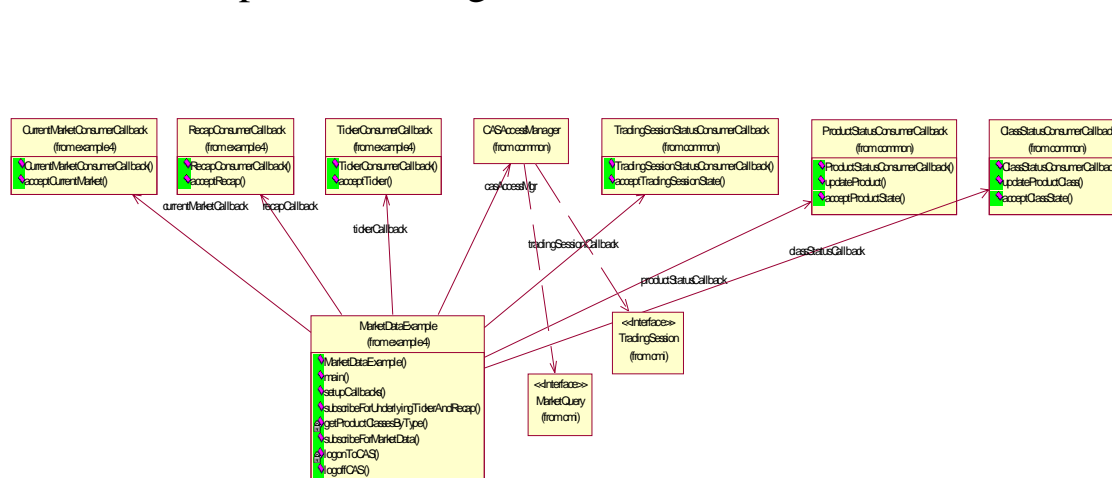 CurrentMarketConsumerCallback
(from example4)
CurrentMarketConsumerCallback()
acceptCurrentMarket()
RecapConsumerCallback
(from example4)
RecapConsumerCallback()
acceptRecap()
TickerConsumerCallback
(from example4)
TickerConsumerCallback()
acceptTicker()
CASAccessManager
(from common)
TradingSessionStatusConsumerCallback
(from common)
TradingSessionStatusConsumerCallback()
acceptTradingSessionState()
ProductStatusConsumerCallback
(from common)
ProductStatusConsumerCallback()
updateProduct()
acceptProductState()
ClassStatusConsumerCallbac
(from common)
ClassStatusConsumerCallback
updateProductClass()
acceptClassState()
currentMarketCallback
recapCallback
tickerCallback
casAccessMgr
tradingSessionCallback
productStatusCallback
classStatusCallback
MarketDataExample
(from example4)
MarketDataExample()
main()
setupCallbacks()
subscribeForUnderlyingTickerAndRecap()
getProductClassesByType()
subscribeForMarketData()
logonToCAS()
logoffCAS()
<<Interface>>
TradingSession
(from cmi)
<<Interface>>
MarketQuery
(from cmi)